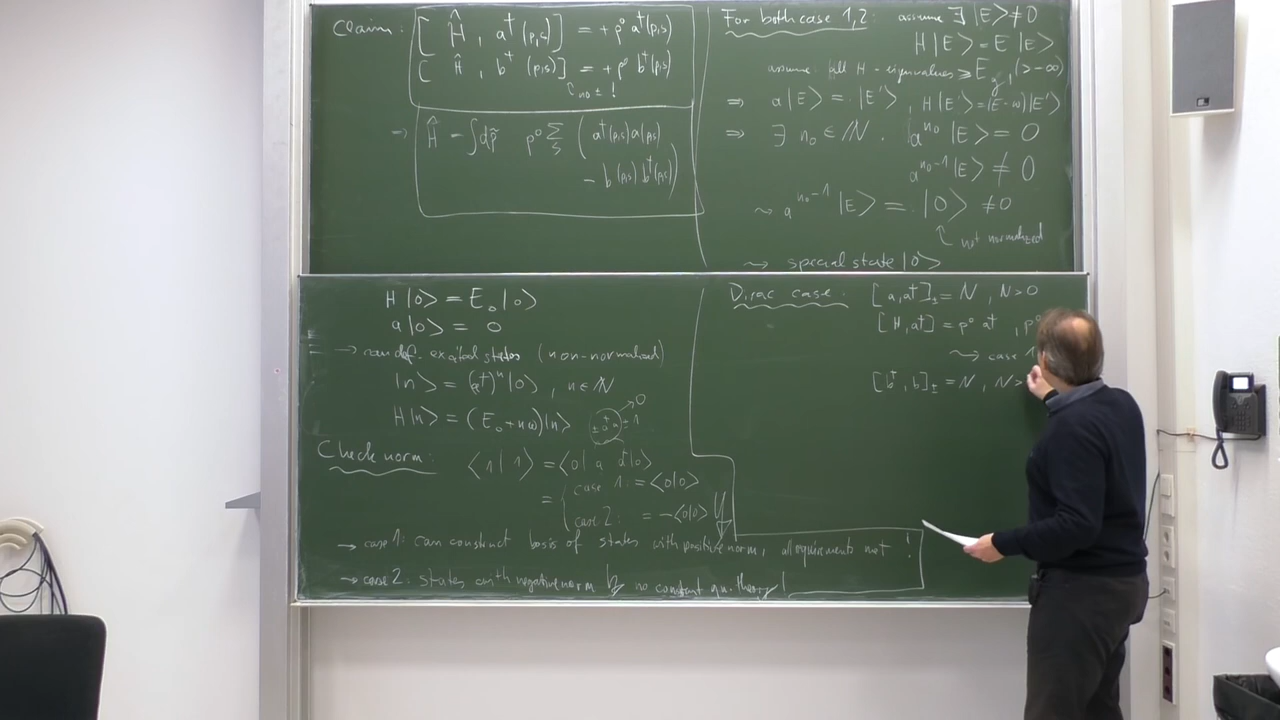 Claim:
[ Ĥ , a† (p,s) ] = + p⁰ a†(p,s)
[ Ĥ , b† (p,s) ] = + p⁰ b†(p,s)
no ± !
⇒ Ĥ = ∫dp̃ p⁰ Σ_s ( a†(p,s)a(p,s)
− b(p,s) b†(p,s) )
For both case 1,2: assume ∃ |E> ≠ 0
H|E> = E|E>
assume: all H-eigenvalues ≥ E , (>-∞)
⇒ a|E> = |E'> , H|E'> = (E-ω)|E'>
⇒ ∃ n₀ ∈ ℕ : a^{n₀} |E> = 0
a^{n₀-1} |E> ≠ 0
↝ a^{n₀-1} |E> = |0> ≠ 0
not normalized
↝ special state |0>
H |0> = E₀ |0>
a |0> = 0
→ can def. excited states (non-normalized)
|n> = (a†)ⁿ |0> , n ∈ ℕ
H|n> = (E₀ + nω) |n>
Check norm: <1|1> = <0| a a† |0>
= { case 1: = <0|0>
case 2: = -<0|0>
→ case 1: can construct basis of states with positive norm, all requirements met !
→ case 2: states with negative norm ↯ no consistent qu. theory !
Dirac case: [a, a†]± = N , N>0
[H, a†] = p⁰ a† , p⁰
↝ case 1
[b†, b]± = N , N>